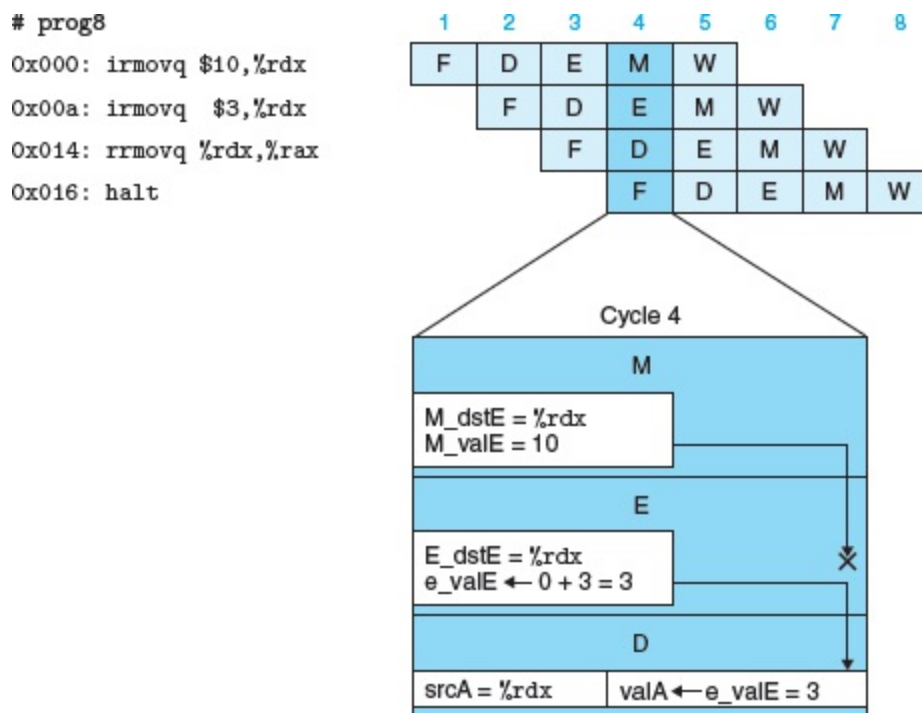 # prog8
1 2 3 4 5 6 7 8
0x000: irmovq $10,%rdx F D E M W
0x00a: irmovq $3,%rdx F D E M W
0x014: rrmovq %rdx,%rax F D E M W
0x016: halt F D E M W
Cycle 4
M
M_dstE = %rdx
M_valE = 10
E
E_dstE = %rdx
e_valE ← 0 + 3 = 3
D
srcA = %rdx valA ← e_valE = 3